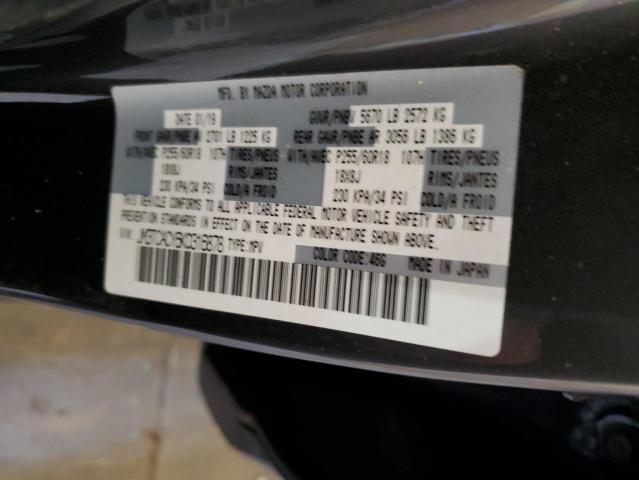 MFD. BY MAZDA MOTOR CORPORATION
DATE 01/19 GVWR/PNBV 5670 LB 2572 KG
FRONT GAWR/PNBE AV 2701 LB 1225 KG REAR GAWR/PNBE AR 3056 LB 1386 KG
WITH/AVEC P255/60R18 107H TIRES/PNEUS WITH/AVEC P255/60R18 107H TIRES/PNEUS
18X8J RIMS/JANTES 18X8J RIMS/JANTES
230 KPA/34 PSI COLD/A FROID 230 KPA/34 PSI COLD/A FROID
THIS VEHICLE CONFORMS TO ALL APPLICABLE FEDERAL MOTOR VEHICLE SAFETY AND THEFT
PREVENTION STANDARDS IN EFFECT ON THE DATE OF MANUFACTURE SHOWN ABOVE.
VIN: TYPE:MPV
COLOR CODE:46G MADE IN JAPAN